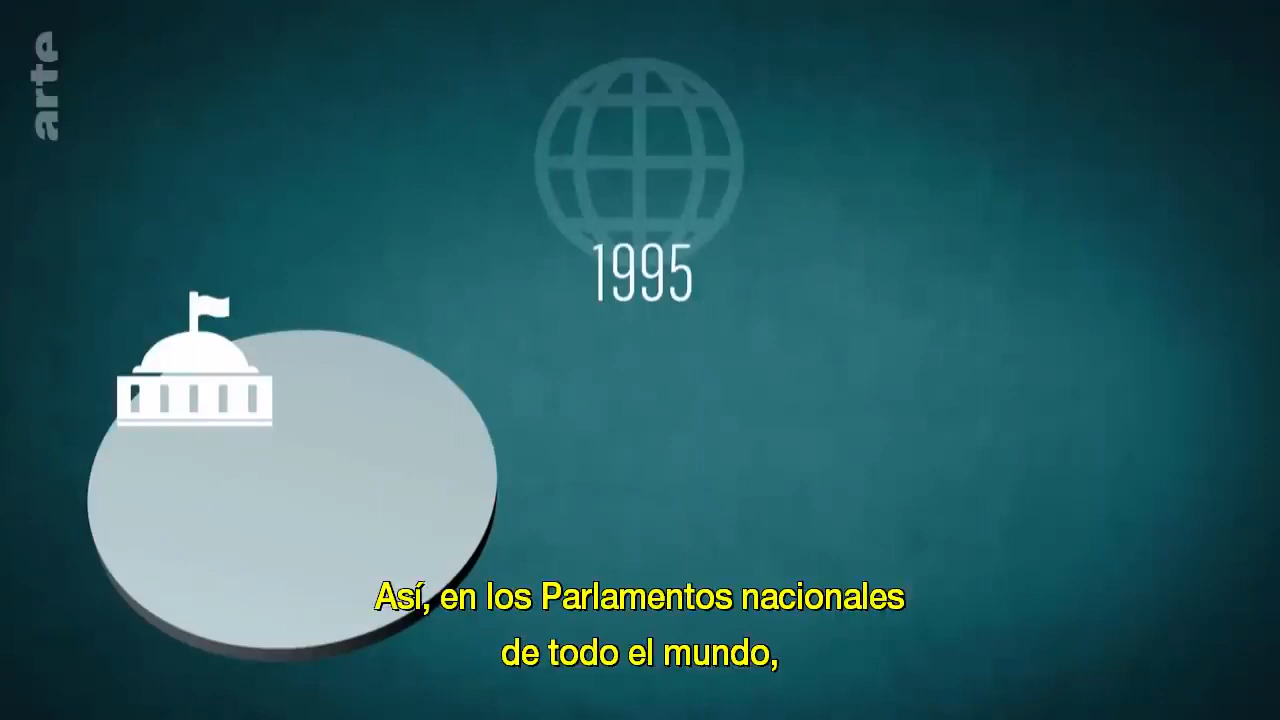 arte
1995
Así, en los Parlamentos nacionales
de todo el mundo,